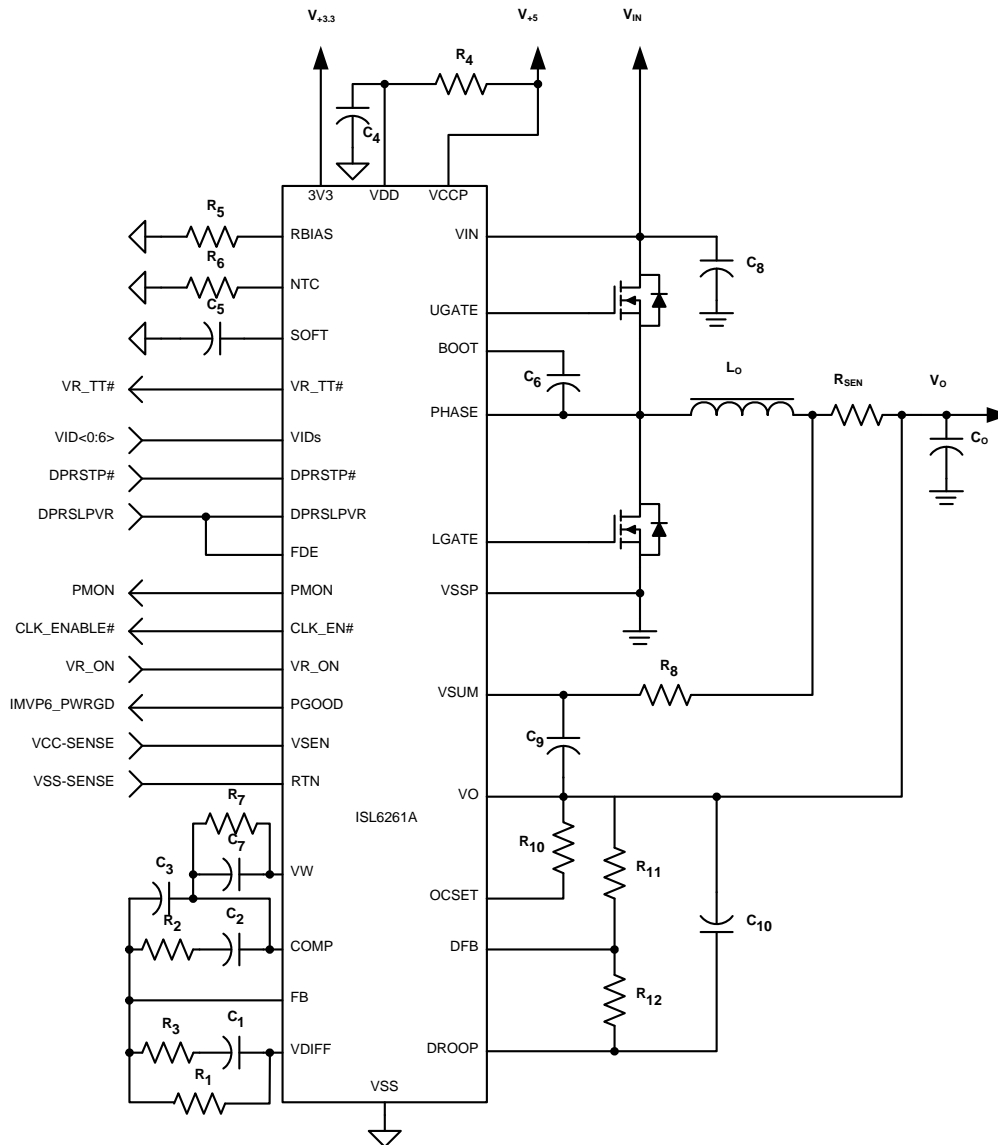 V+3.3
V+5
VIN
R4
C4
3V3
VDD
VCCP
R5
RBIAS
VIN
C8
R6
NTC
C5
UGATE
SOFT
BOOT
C6
LO
VR_TT#
VR_TT#
RSEN
VO
PHASE
VID<0:6>
VIDs
CO
DPRSTP#
DPRSTP#
DPRSLPVR
DPRSLPVR
LGATE
FDE
PMON
PMON
VSSP
CLK_ENABLE#
CLK_EN#
VR_ON
VR_ON
R8
VSUM
IMVP6_PWRGD
PGOOD
C9
VCC-SENSE
VSEN
VSS-SENSE
RTN
VO
R7
ISL6261A
R10
C7
R11
C3
VW
OCSET
R2
C2
C10
COMP
DFB
R12
FB
C1
R3
VDIFF
DROOP
R1
VSS